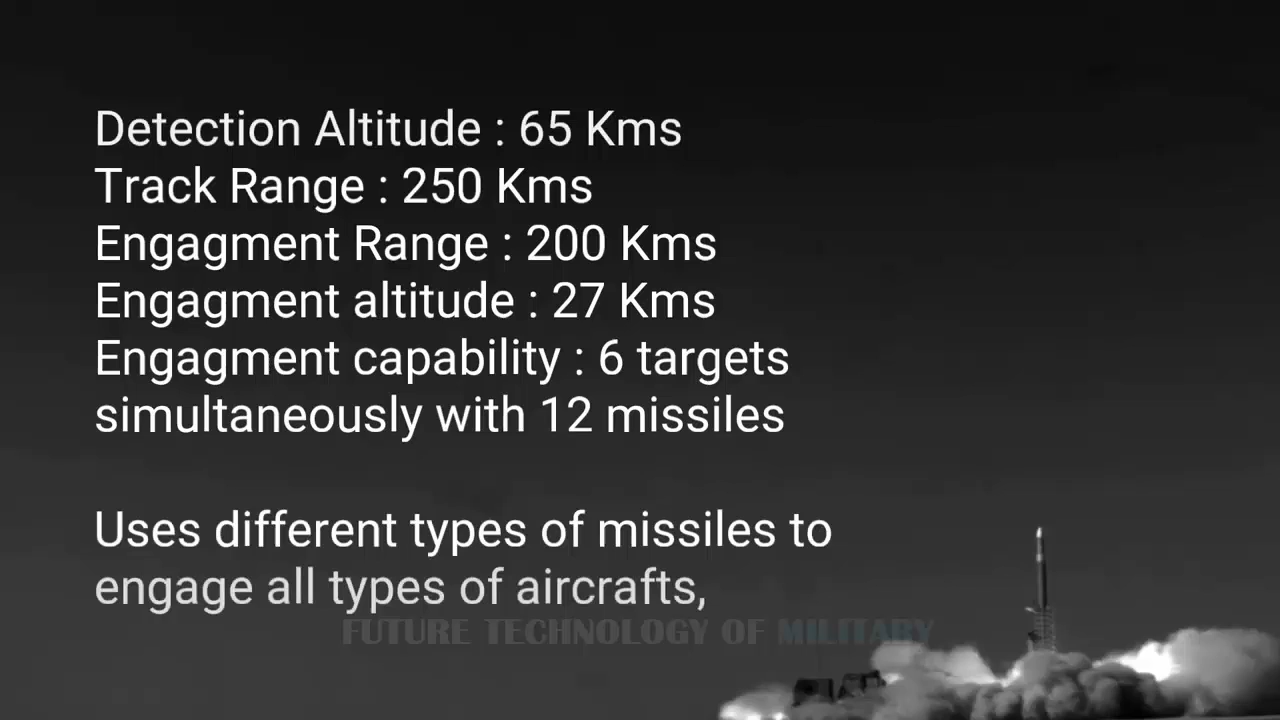 Detection Altitude : 65 Kms
Track Range : 250 Kms
Engagment Range : 200 Kms
Engagment altitude : 27 Kms
Engagment capability : 6 targets
simultaneously with 12 missiles
Uses different types of missiles to
engage all types of aircrafts,
FUTURE TECHNOLOGY OF MILITARY